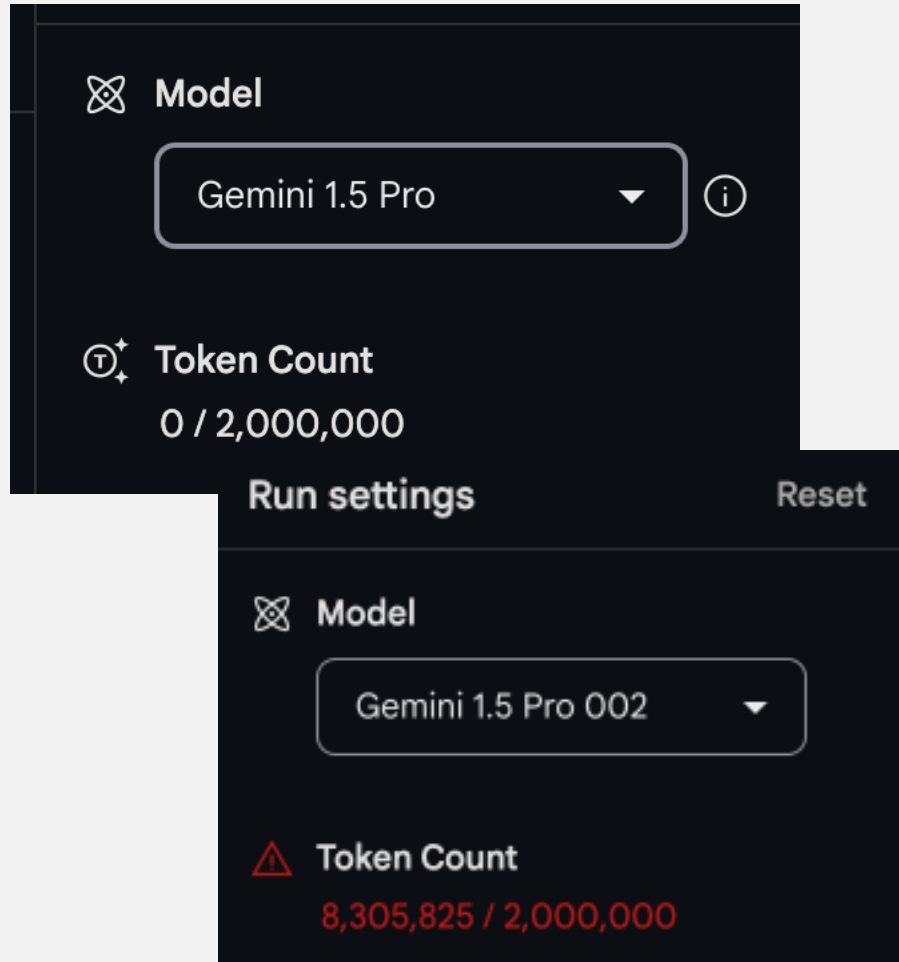 Model
Gemini 1.5 Pro
Token Count
0 / 2,000,000
Run settings
Reset
Model
Gemini 1.5 Pro 002
Token Count
8,305,825 / 2,000,000